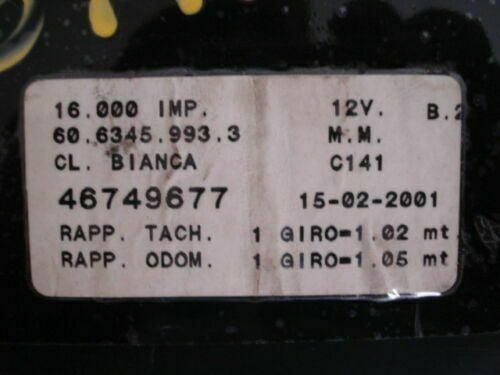 16.000 IMP. 12V. B.2
60.6345.993.3 M.M.
CL. BIANCA C141
46749677 15-02-2001
RAPP. TACH. 1 GIRO=1.02 mt.
RAPP. ODOM. 1 GIRO=1.05 mt